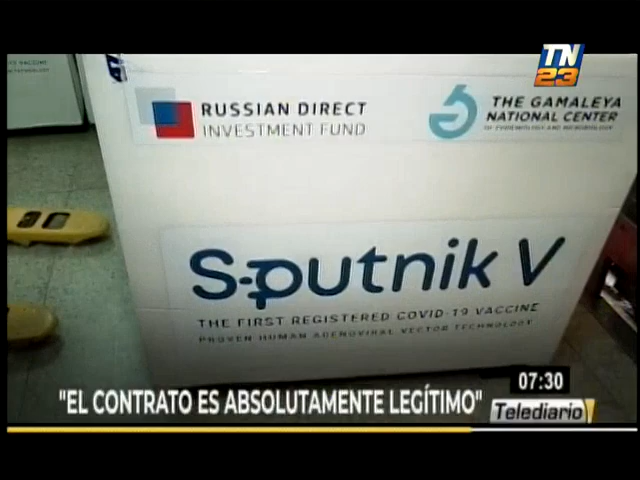 TN
23
RUSSIAN DIRECT
INVESTMENT FUND
THE GAMALEYA
NATIONAL CENTER
Sputnik V
THE FIRST REGISTERED COVID-19 VACCINE
PROVEN HUMAN ADENOVIRAL VECTOR TECHNOLOGY
07:30
"EL CONTRATO ES ABSOLUTAMENTE LEGÍTIMO"
Telediario